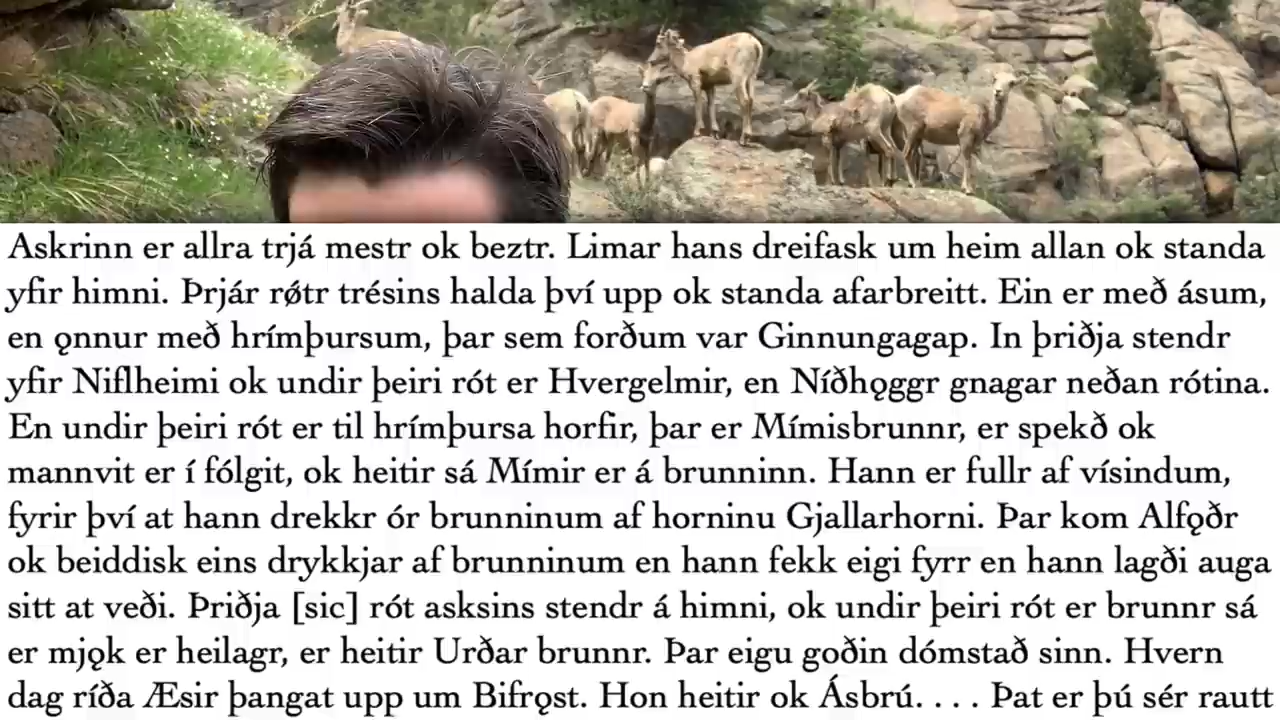 Askrinn er allra trjá mestr ok beztr. Limar hans dreifask um heim allan ok standa
yfir himni. Þrjár rǿtr trésins halda því upp ok standa afarbreitt. Ein er með ásum,
en ǫnnur með hrímþursum, þar sem forðum var Ginnungagap. In þriðja stendr
yfir Niflheimi ok undir þeiri rót er Hvergelmir, en Níðhǫggr gnagar neðan rótina.
En undir þeiri rót er til hrímþursa horfir, þar er Mímisbrunnr, er spekð ok
mannvit er í fólgit, ok heitir sá Mímir er á brunninn. Hann er fullr af vísindum,
fyrir því at hann drekkr ór brunninum af horninu Gjallarhorni. Þar kom Alfǫðr
ok beiddisk eins drykkjar af brunninum en hann fekk eigi fyrr en hann lagði auga
sitt at veði. Þriðja [sic] rót asksins stendr á himni, ok undir þeiri rót er brunnr sá
er mjǫk er heilagr, er heitir Urðar brunnr. Þar eigu goðin dómstað sinn. Hvern
dag ríða Æsir þangat upp um Bifrǫst. Hon heitir ok Ásbrú. . . . Þat er þú sér rautt